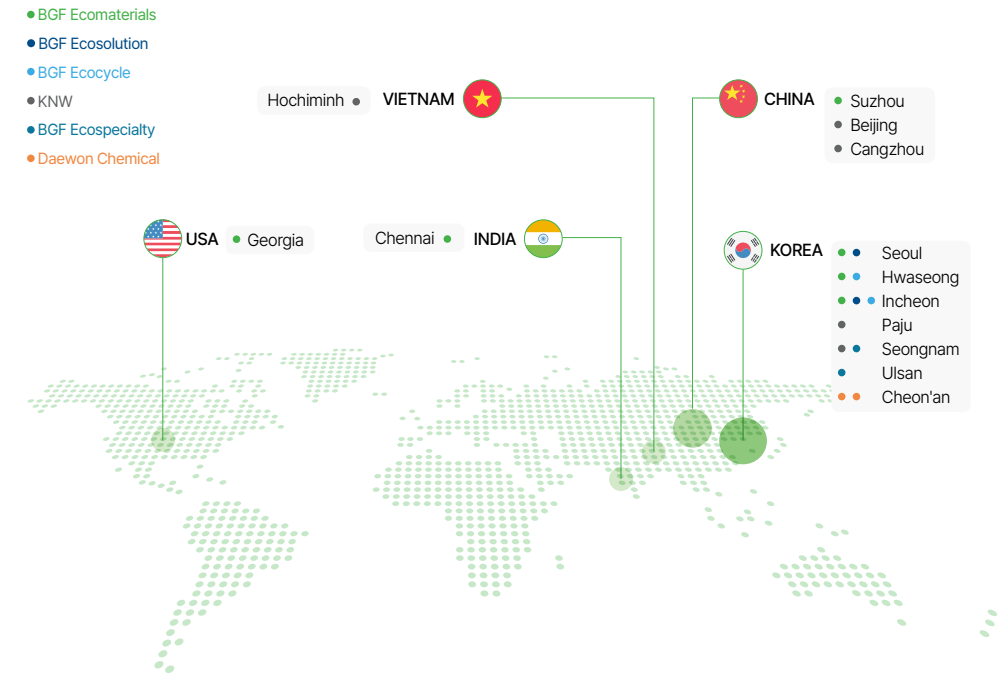 BGF Ecomaterials
BGF Ecosolution
BGF Ecocycle
KNW
BGF Ecospecialty
Daewon Chemical
Hochiminh
VIETNAM
CHINA
Suzhou
Beijing
Cangzhou
USA
Georgia
Chennai
INDIA
KOREA
Seoul
Hwaseong
Incheon
Paju
Seongnam
Ulsan
Cheon'an